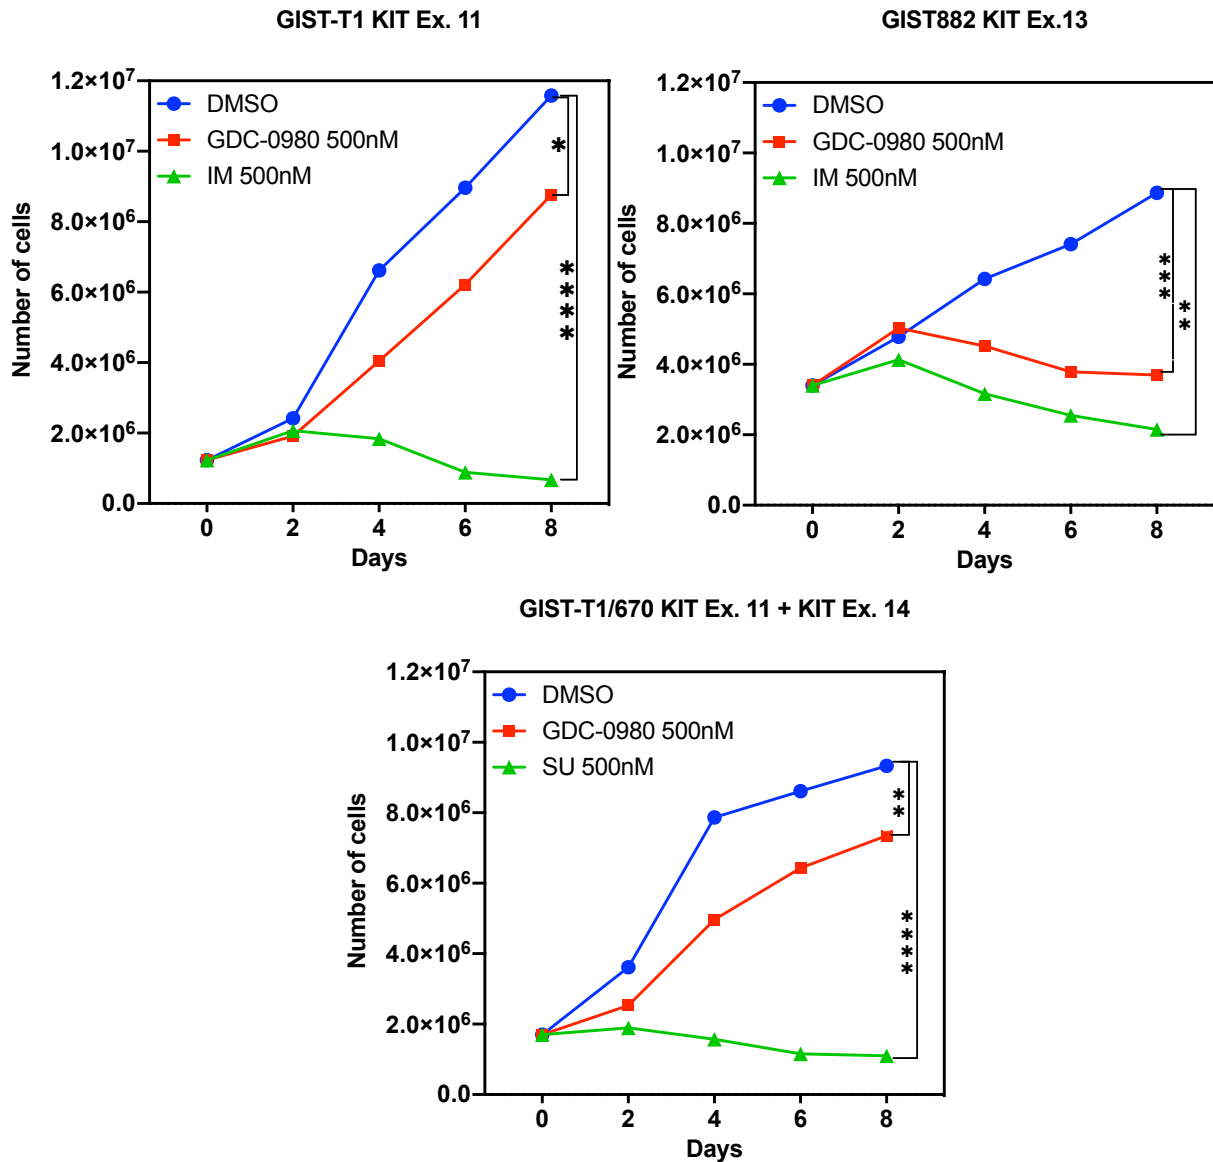 GIST-T1 KIT Ex. 11
1.2×10⁷
1.0×10⁷
8.0×10⁶
6.0×10⁶
4.0×10⁶
2.0×10⁶
0.0
Number of cells
DMSO
GDC-0980 500nM
IM 500nM
*
****
0 2 4 6 8
Days
GIST882 KIT Ex.13
1.2×10⁷
1.0×10⁷
8.0×10⁶
6.0×10⁶
4.0×10⁶
2.0×10⁶
0.0
Number of cells
DMSO
GDC-0980 500nM
IM 500nM
***
**
0 2 4 6 8
Days
GIST-T1/670 KIT Ex. 11 + KIT Ex. 14
1.2×10⁷
1.0×10⁷
8.0×10⁶
6.0×10⁶
4.0×10⁶
2.0×10⁶
0.0
Number of cells
DMSO
GDC-0980 500nM
SU 500nM
**
****
0 2 4 6 8
Days